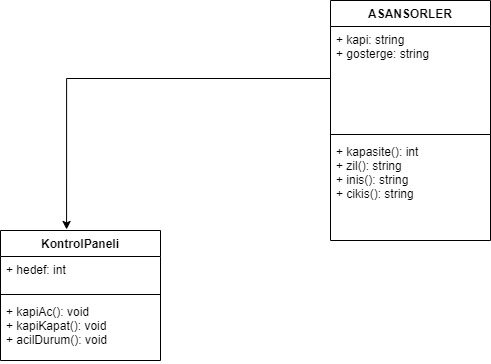 ASANSORLER
+ kapi: string
+ gosterge: string
+ kapasite(): int
+ zil(): string
+ inis(): string
+ cikis(): string
KontrolPaneli
+ hedef: int
+ kapiAc(): void
+ kapiKapat(): void
+ acilDurum(): void